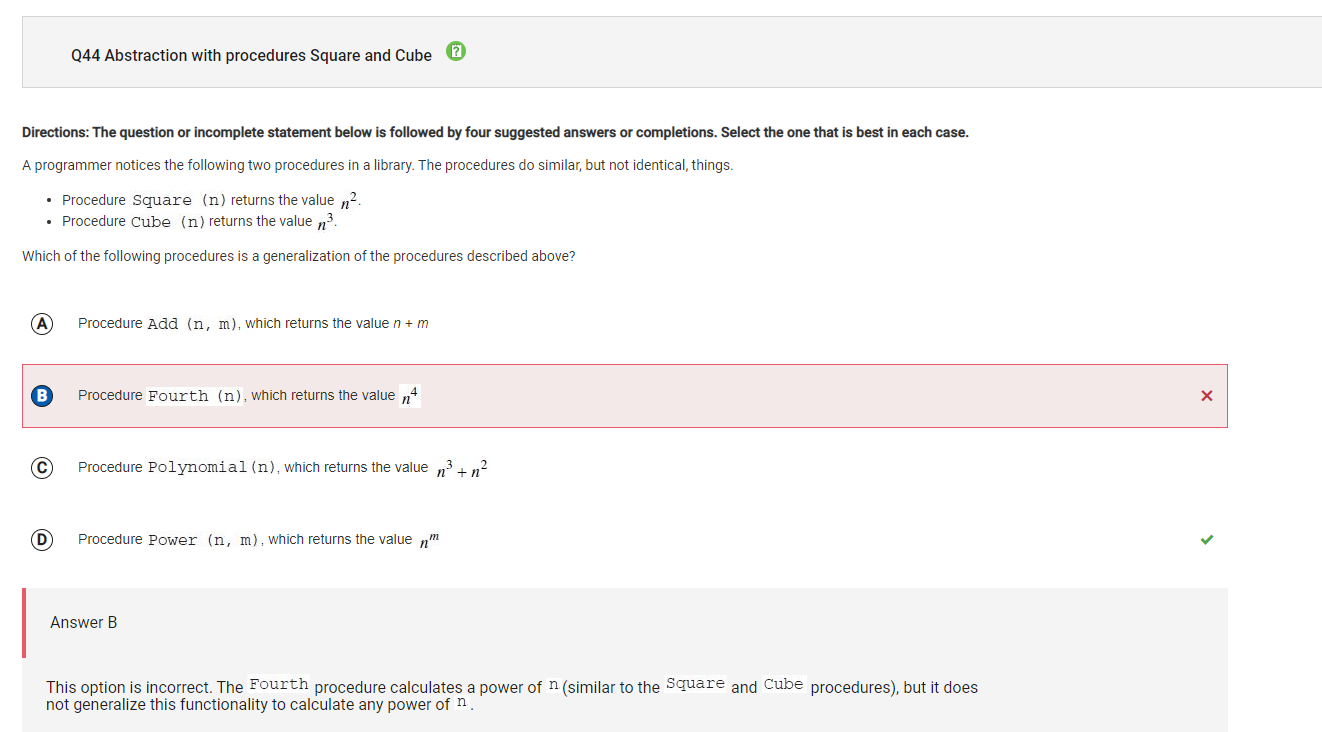 Q44 Abstraction with procedures Square and Cube ?
Directions: The question or incomplete statement below is followed by four suggested answers or completions. Select the one that is best in each case.
A programmer notices the following two procedures in a library. The procedures do similar, but not identical, things.
• Procedure Square (n) returns the value n².
• Procedure Cube (n) returns the value n³.
Which of the following procedures is a generalization of the procedures described above?
A Procedure Add (n, m), which returns the value n + m
B Procedure Fourth (n), which returns the value n⁴
C Procedure Polynomial(n), which returns the value n³ + n²
D Procedure Power (n, m), which returns the value nᵐ
Answer B
This option is incorrect. The Fourth procedure calculates a power of n (similar to the Square and Cube procedures), but it does
not generalize this functionality to calculate any power of n.